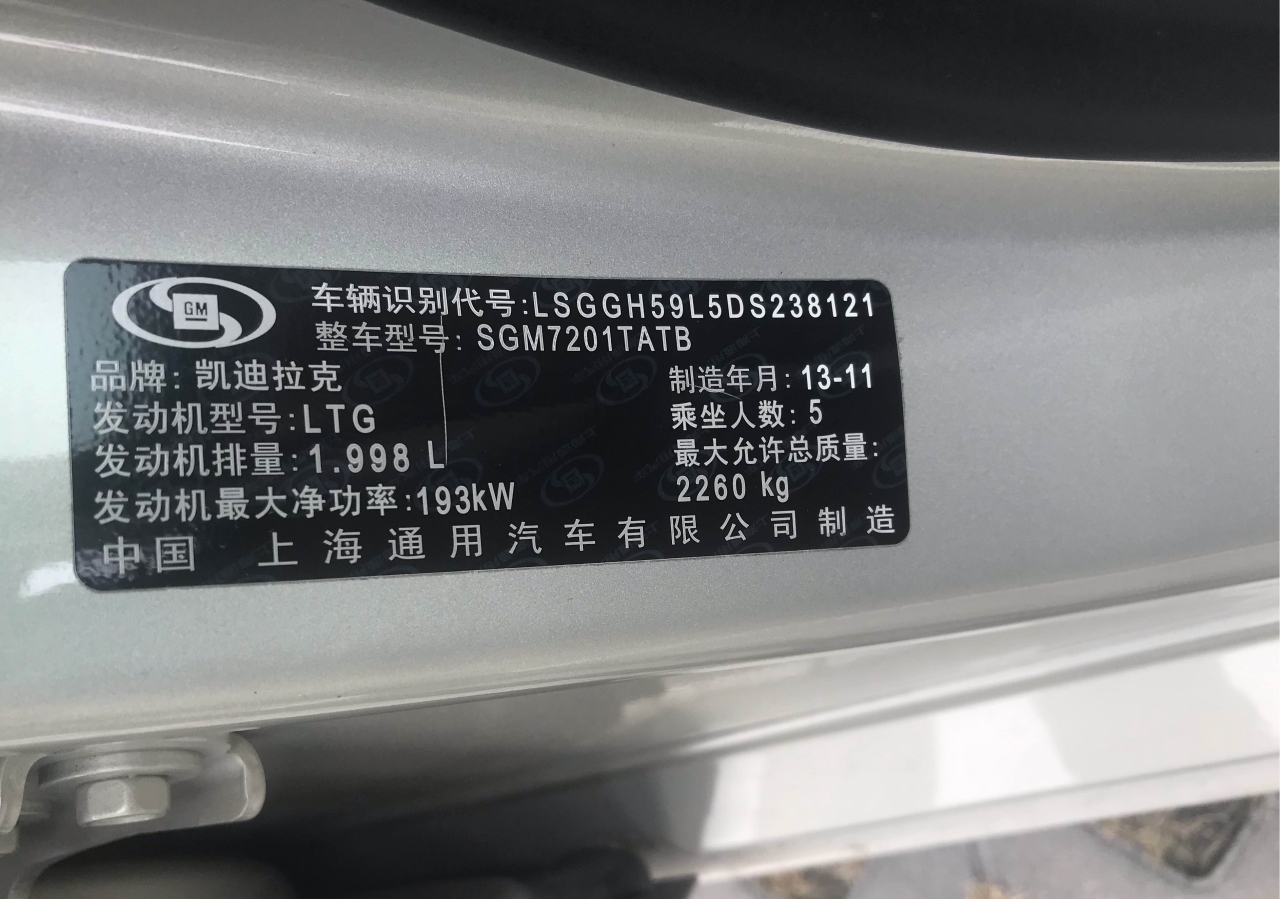 GM
车辆识别代号:LSGGH59L5DS238121
整车型号: SGM7201TATB
品牌: 凯迪拉克
制造年月: 13-11
发动机型号:LTG
乘坐人数: 5
发动机排量:1.998 L
最大允许总质量:
2260 kg
发动机最大净功率:193kW
中国 上海通用汽车有限公司制造